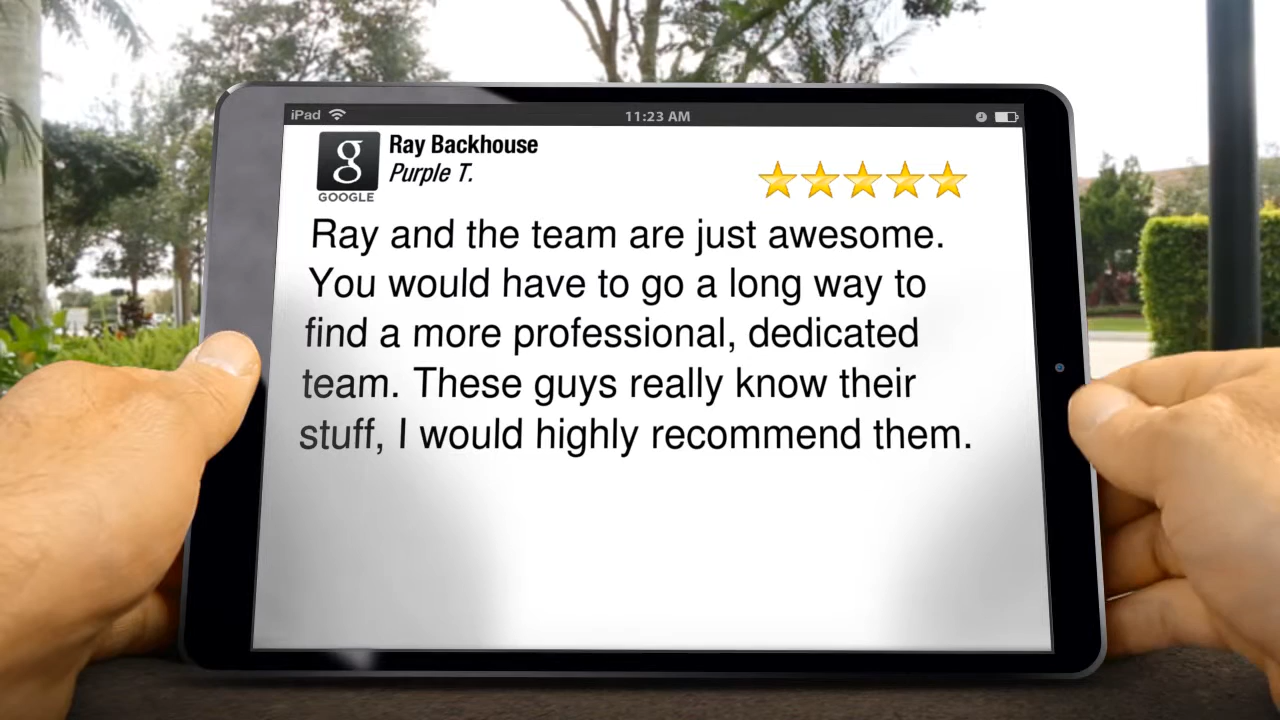 iPad 11:23 AM
g
GOOGLE
Ray Backhouse
Purple T.
Ray and the team are just awesome.
You would have to go a long way to
find a more professional, dedicated
team. These guys really know their
stuff, I would highly recommend them.